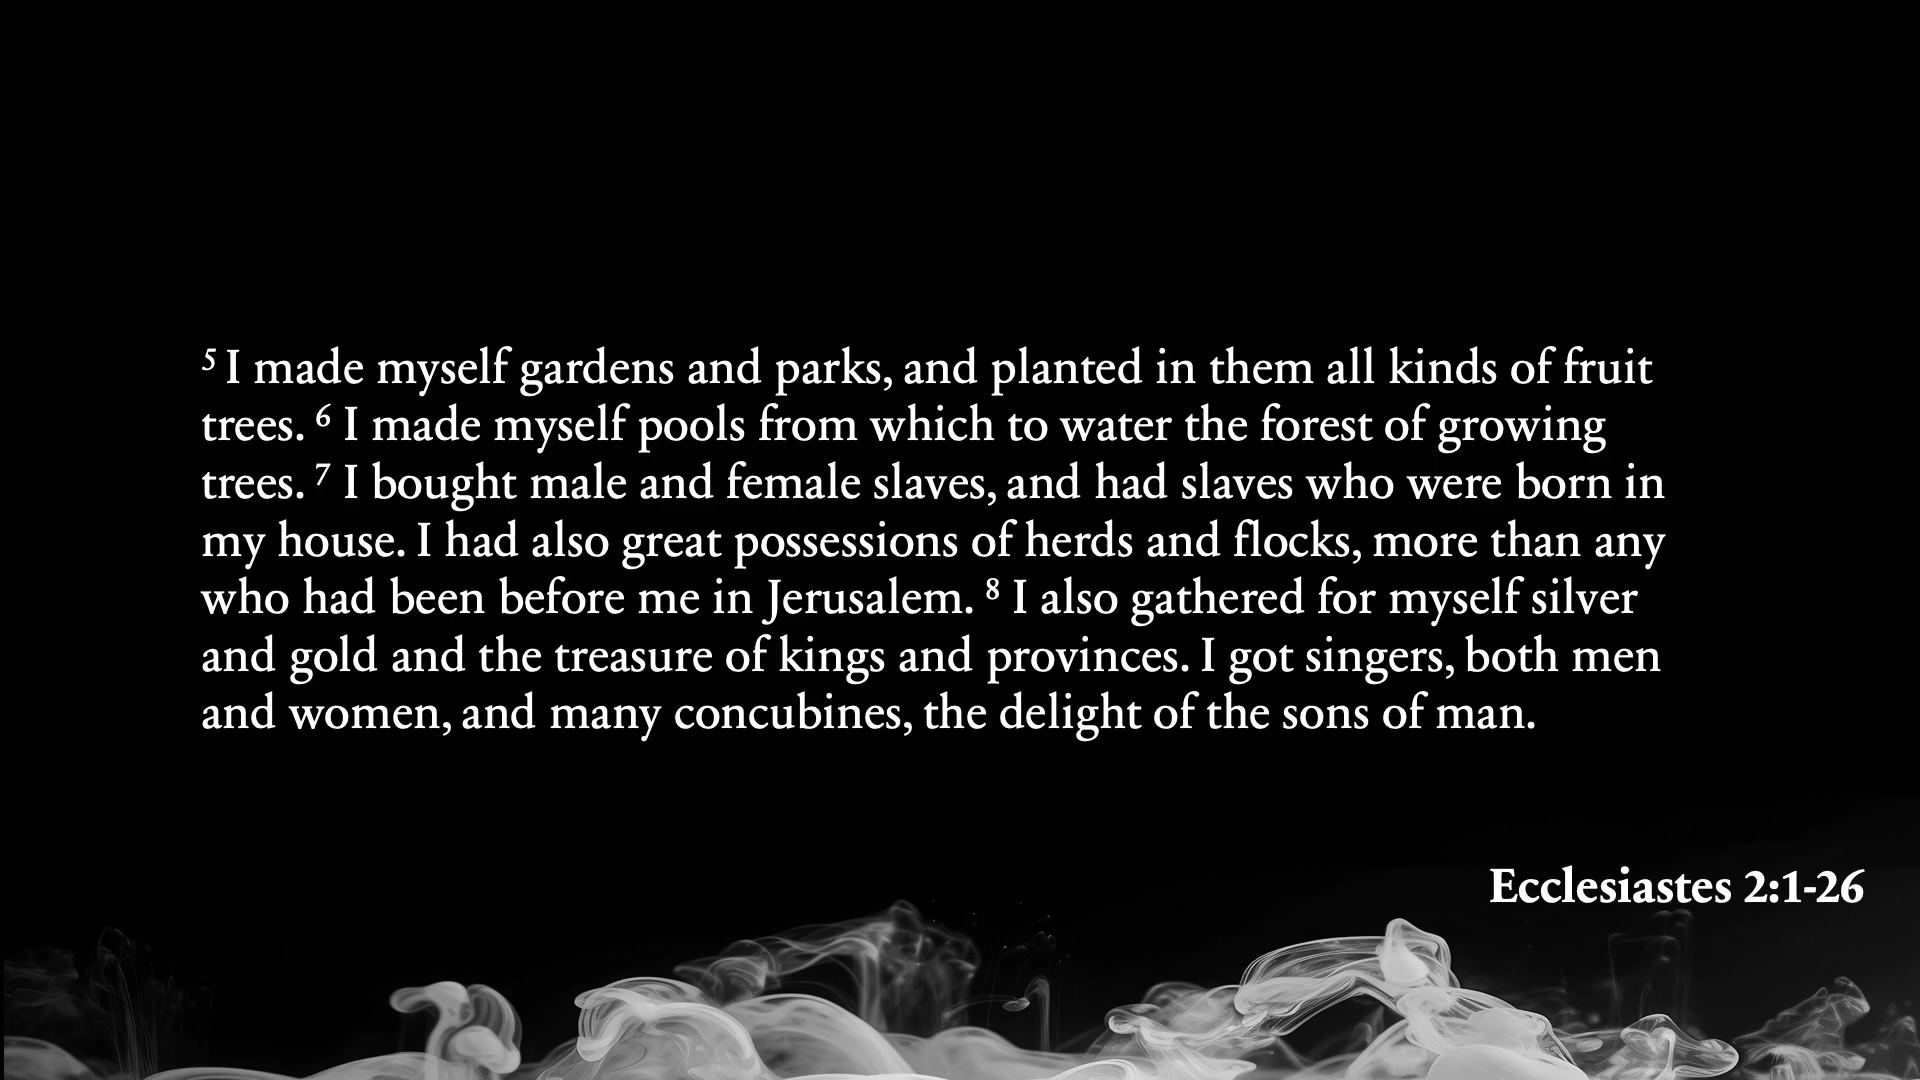 ⁵ I made myself gardens and parks, and planted in them all kinds of fruit
trees. ⁶ I made myself pools from which to water the forest of growing
trees. ⁷ I bought male and female slaves, and had slaves who were born in
my house. I had also great possessions of herds and flocks, more than any
who had been before me in Jerusalem. ⁸ I also gathered for myself silver
and gold and the treasure of kings and provinces. I got singers, both men
and women, and many concubines, the delight of the sons of man.
Ecclesiastes 2:1-26